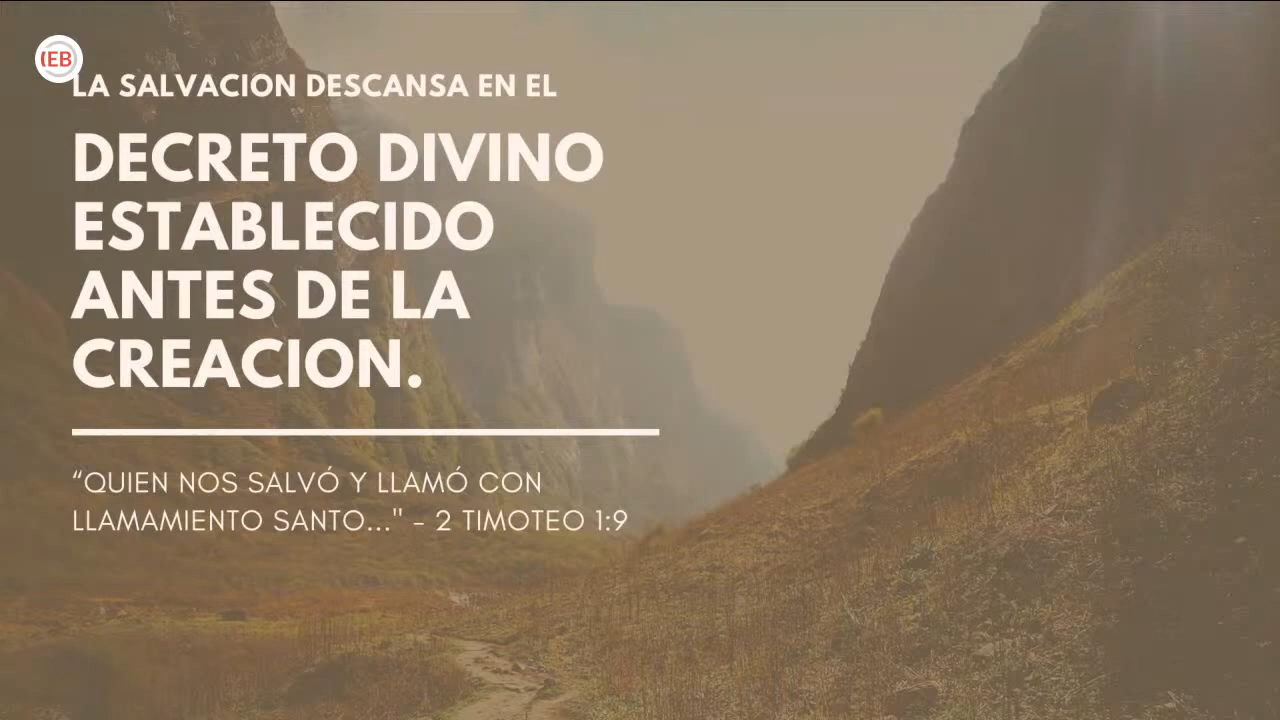 IEB
LA SALVACION DESCANSA EN EL
DECRETO DIVINO
ESTABLECIDO
ANTES DE LA
CREACION.
“QUIEN NOS SALVÓ Y LLAMÓ CON
LLAMAMIENTO SANTO..." - 2 TIMOTEO 1:9